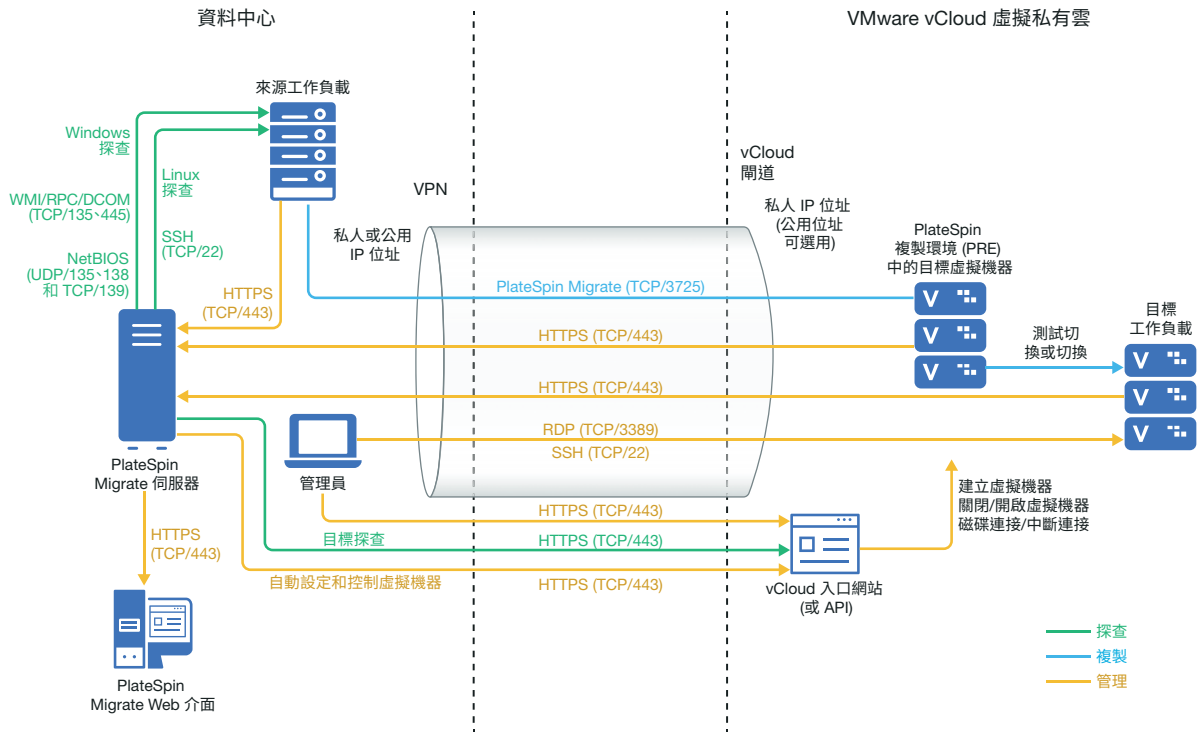 資料中心
VMware vCloud 虛擬私有雲
來源工作負載
Windows
探查
Linux
探查
WMI/RPC/DCOM
(TCP/135、445)
SSH
(TCP/22)
NetBIOS
(UDP/135、138
和 TCP/139)
HTTPS
(TCP/443)
VPN
私人或公用
IP 位址
vCloud
閘道
私人 IP 位址
(公用位址
可選用)
PlateSpin
複製環境 (PRE)
中的目標虛擬機器
目標
工作負載
PlateSpin Migrate (TCP/3725)
HTTPS (TCP/443)
測試切
換或切換
HTTPS (TCP/443)
RDP (TCP/3389)
SSH (TCP/22)
PlateSpin
Migrate 伺服器
管理員
建立虛擬機器
關閉/開啟虛擬機器
磁碟連接/中斷連接
HTTPS (TCP/443)
HTTPS
(TCP/443)
目標探查
HTTPS (TCP/443)
自動設定和控制虛擬機器
HTTPS (TCP/443)
vCloud 入口網站
(或 API)
PlateSpin
Migrate Web 介面
探查
複製
管理